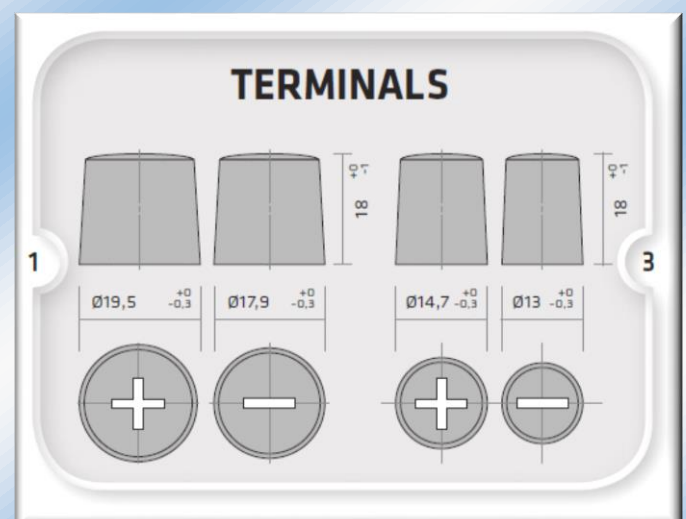 TERMINALS
18 +0 -1
18 +0 -1
1
3
Ø19,5 +0 -0,3
Ø17,9 +0 -0,3
Ø14,7 +0 -0,3
Ø13 +0 -0,3
+ − + −